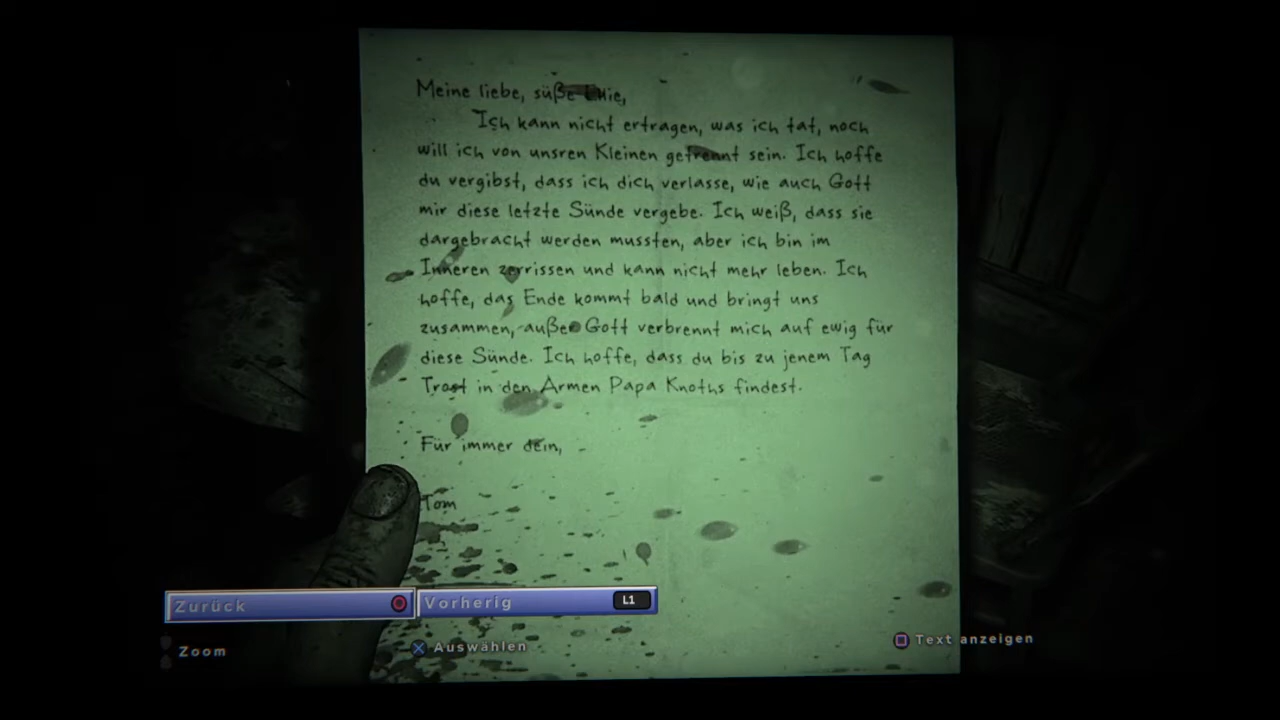 Meine liebe, süße
Ich kann nicht ertragen, was ich tat, noch
will ich von unsren Kleinen getrennt sein. Ich hoffe
du vergibst, dass ich dich verlasse, wie auch Gott
mir diese letzte Sünde vergebe. Ich weiß, dass sie
dargebracht werden mussten, aber ich bin im
Inneren zerrissen und kann nicht mehr leben. Ich
hoffe, das Ende kommt bald und bringt uns
zusammen, außer Gott verbrennt mich auf ewig für
diese Sünde. Ich hoffe, dass du bis zu jenem Tag
Trost in den Armen Papa Knoths findest.
Für immer dein,
Tom
Zurück Vorherig L1
Zoom Auswählen Text anzeigen